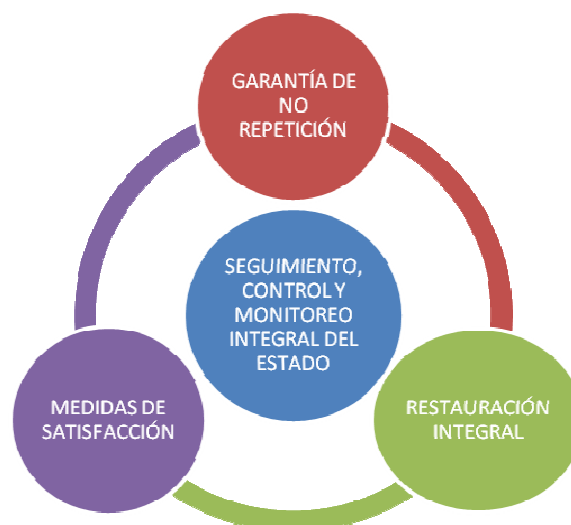 GARANTÍA DE
NO
REPETICIÓN
SEGUIMIENTO,
CONTROL Y
MONITOREO
INTEGRAL DEL
ESTADO
MEDIDAS DE
SATISFACCIÓN
RESTAURACIÓN
INTEGRAL